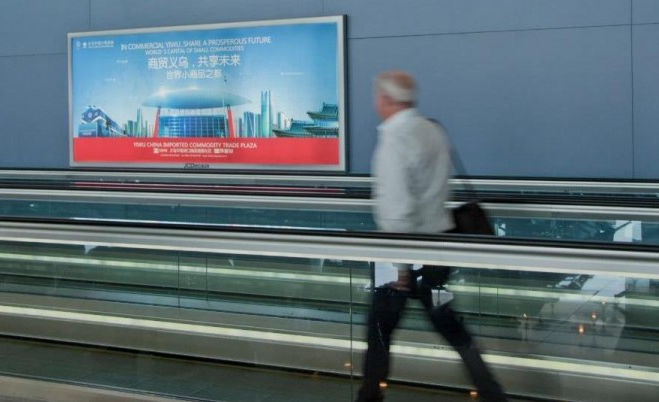 IN COMMERCIAL YIWU, SHARE A PROSPEROUS FUTURE
WORLD'S CAPITAL OF SMALL COMMODITIES
商贸义乌，共享未来
世界小商品之都
YIWU CHINA IMPORTED COMMODITY TRADE PLAZA
JCDecaux